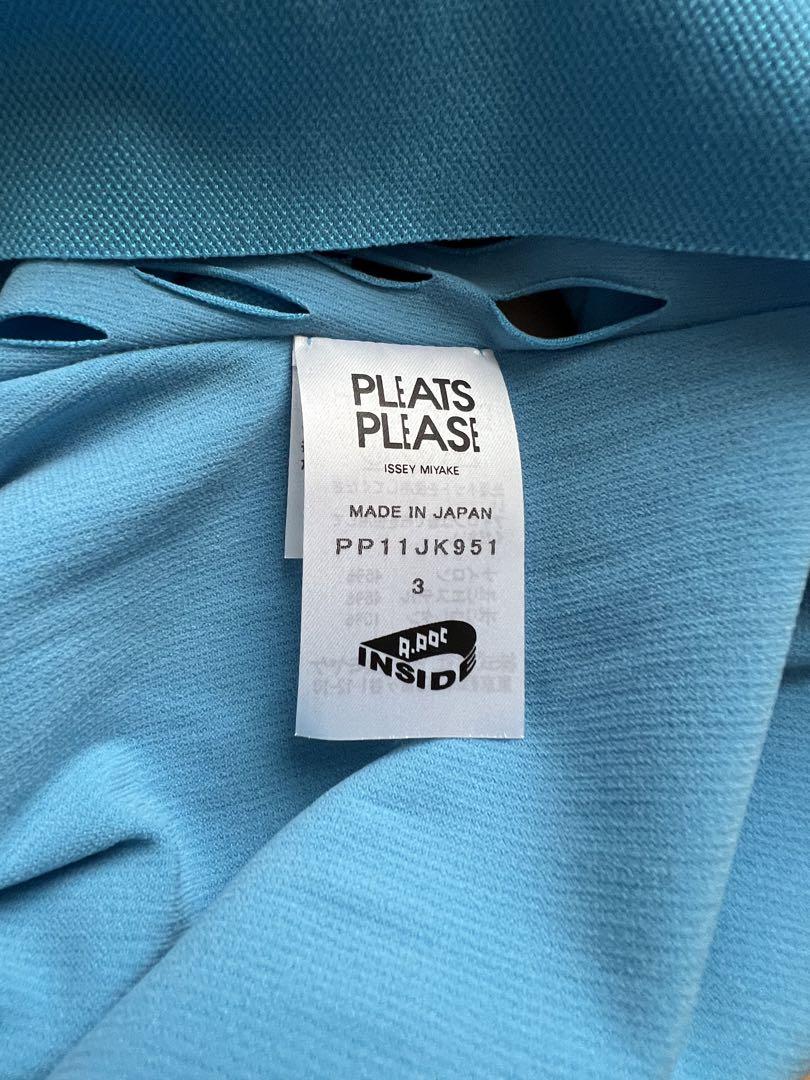 PLEATS
PLEASE
ISSEY MIYAKE
MADE IN JAPAN
PP11JK951
3
A.POC
INSIDE